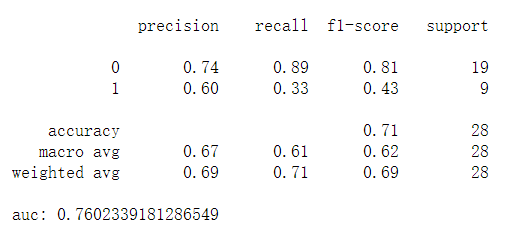 precision recall f1-score support
0 0.74 0.89 0.81 19
1 0.60 0.33 0.43 9
accuracy 0.71 28
macro avg 0.67 0.61 0.62 28
weighted avg 0.69 0.71 0.69 28
auc: 0.7602339181286549